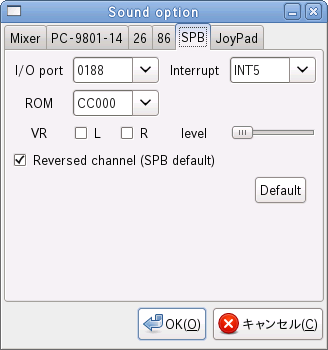 Sound option
Mixer PC-9801-14 26 86 SPB JoyPad
I/O port 0188 Interrupt INT5
ROM CC000
VR L R level
Reversed channel (SPB default)
Default
OK(O) キャンセル(C)